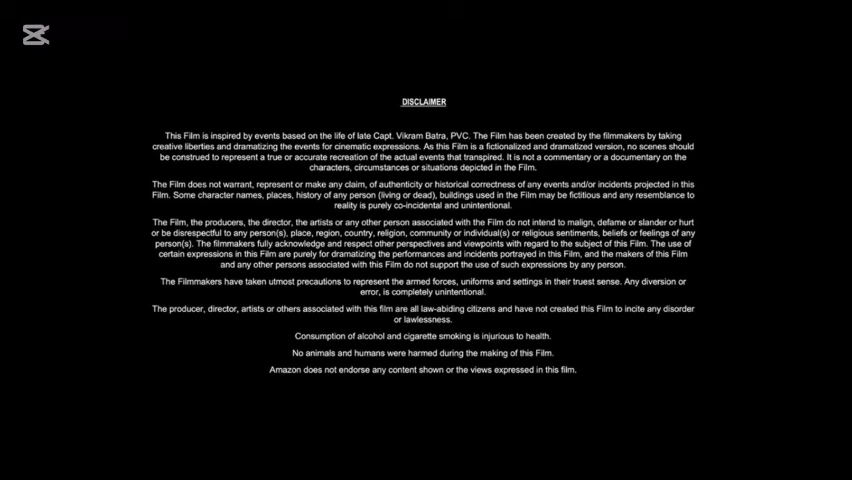 DISCLAIMER
This Film is inspired by events based on the life of late Capt. Vikram Batra, PVC. The Film has been created by the filmmakers by taking
creative liberties and dramatizing the events for cinematic expressions. As this Film is a fictionalized and dramatized version, no scenes should
be construed to represent a true or accurate recreation of the actual events that transpired. It is not a commentary or a documentary on the
characters, circumstances or situations depicted in the Film.
The Film does not warrant, represent or make any claim, of authenticity or historical correctness of any events and/or incidents projected in this
Film. Some character names, places, history of any person (living or dead), buildings used in the Film may be fictitious and any resemblance to
reality is purely co-incidental and unintentional.
The Film, the producers, the director, the artists or any other person associated with the Film do not intend to malign, defame or slander or hurt
or be disrespectful to any person(s), place, region, country, religion, community or individual(s) or religious sentiments, beliefs or feelings of any
person(s). The filmmakers fully acknowledge and respect other perspectives and viewpoints with regard to the subject of this Film. The use of
certain expressions in this Film are purely for dramatizing the performances and incidents portrayed in this Film, and the makers of this Film
and any other persons associated with this Film do not support the use of such expressions by any person.
The Filmmakers have taken utmost precautions to represent the armed forces, uniforms and settings in their truest sense. Any diversion or
error, is completely unintentional.
The producer, director, artists or others associated with this film are all law-abiding citizens and have not created this Film to incite any disorder
or lawlessness.
Consumption of alcohol and cigarette smoking is injurious to health.
No animals and humans were harmed during the making of this Film.
Amazon does not endorse any content shown or the views expressed in this film.